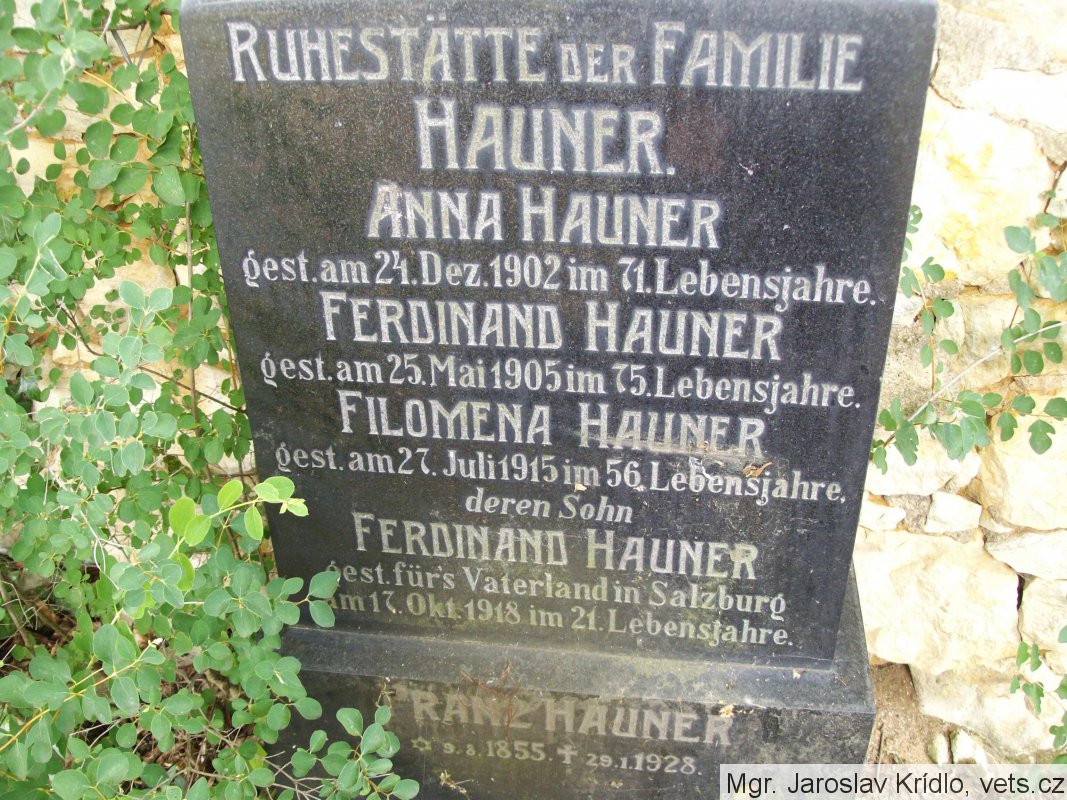 RUHESTÄTTE DER FAMILIE
HAUNER.
ANNA HAUNER
gest. am 24. Dez. 1902 im 71. Lebensjahre.
FERDINAND HAUNER
gest. am 25. Mai 1905 im 75. Lebensjahre.
FILOMENA HAUNER
gest. am 27. Juli 1915 im 56. Lebensjahre,
deren Sohn
FERDINAND HAUNER
gest. für's Vaterland in Salzburg
am 17. Okt. 1918 im 21. Lebensjahre.
FRANZ HAUNER
✡ 9.8.1855. ✝ 29.1.1928.
Mgr. Jaroslav Krídlo, vets.cz